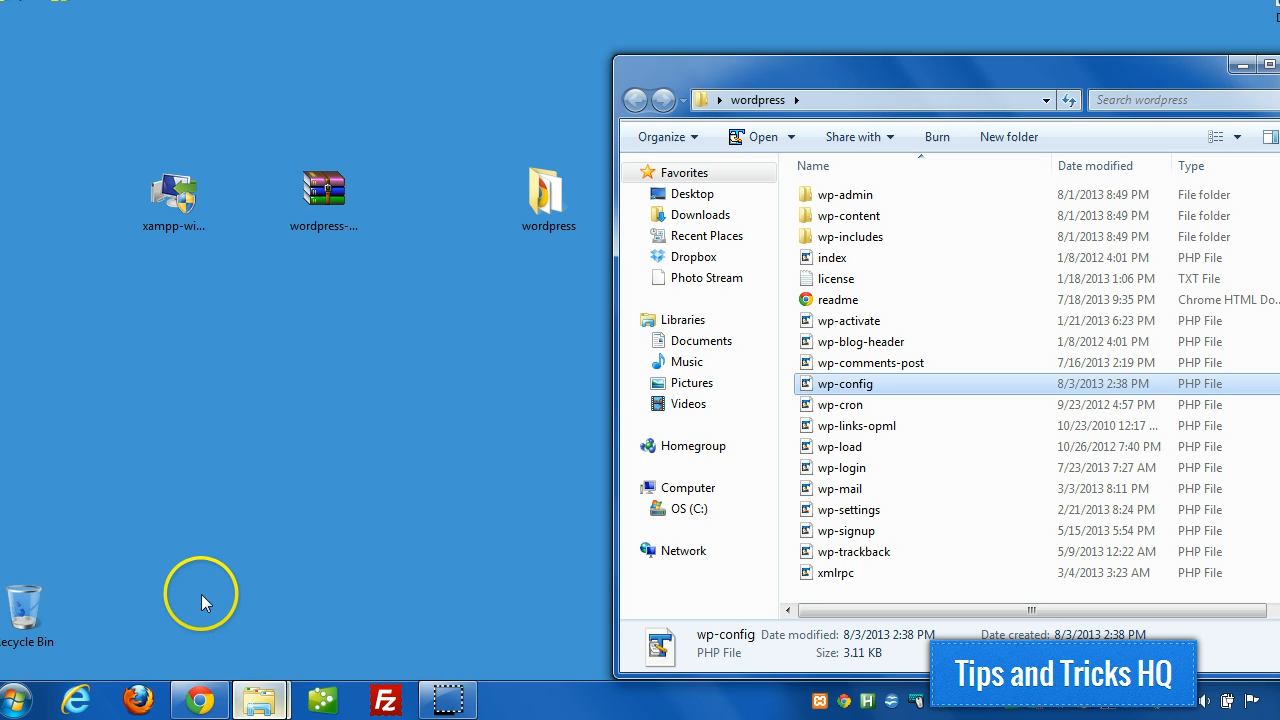 xampp-wi...
wordpress-...
wordpress
ecycle Bin
wordpress
Search wordpress
Organize Open Share with Burn New folder
Name Date modified Type
Favorites
Desktop
Downloads
Recent Places
Dropbox
Photo Stream
Libraries
Documents
Music
Pictures
Videos
Homegroup
Computer
OS (C:)
Network
wp-admin 8/1/2013 8:49 PM File folder
wp-content 8/1/2013 8:49 PM File folder
wp-includes 8/1/2013 8:49 PM File folder
index 1/8/2012 4:01 PM PHP File
license 1/18/2013 1:06 PM TXT File
readme 7/18/2013 9:35 PM Chrome HTML Do...
wp-activate 1/21/2013 6:23 PM PHP File
wp-blog-header 1/8/2012 4:01 PM PHP File
wp-comments-post 7/16/2013 2:19 PM PHP File
wp-config 8/3/2013 2:38 PM PHP File
wp-cron 9/23/2012 4:57 PM PHP File
wp-links-opml 10/23/2010 12:17 ... PHP File
wp-load 10/26/2012 7:40 PM PHP File
wp-login 7/23/2013 7:27 AM PHP File
wp-mail 3/3/2013 8:11 PM PHP File
wp-settings 2/21/2013 8:24 PM PHP File
wp-signup 5/15/2013 5:54 PM PHP File
wp-trackback 5/9/2013 12:22 AM PHP File
xmlrpc 3/4/2013 3:23 AM PHP File
wp-config Date modified: 8/3/2013 2:38 PM Date created: 8/3/2013 2:38 PM
PHP File Size: 3.11 KB
Tips and Tricks HQ